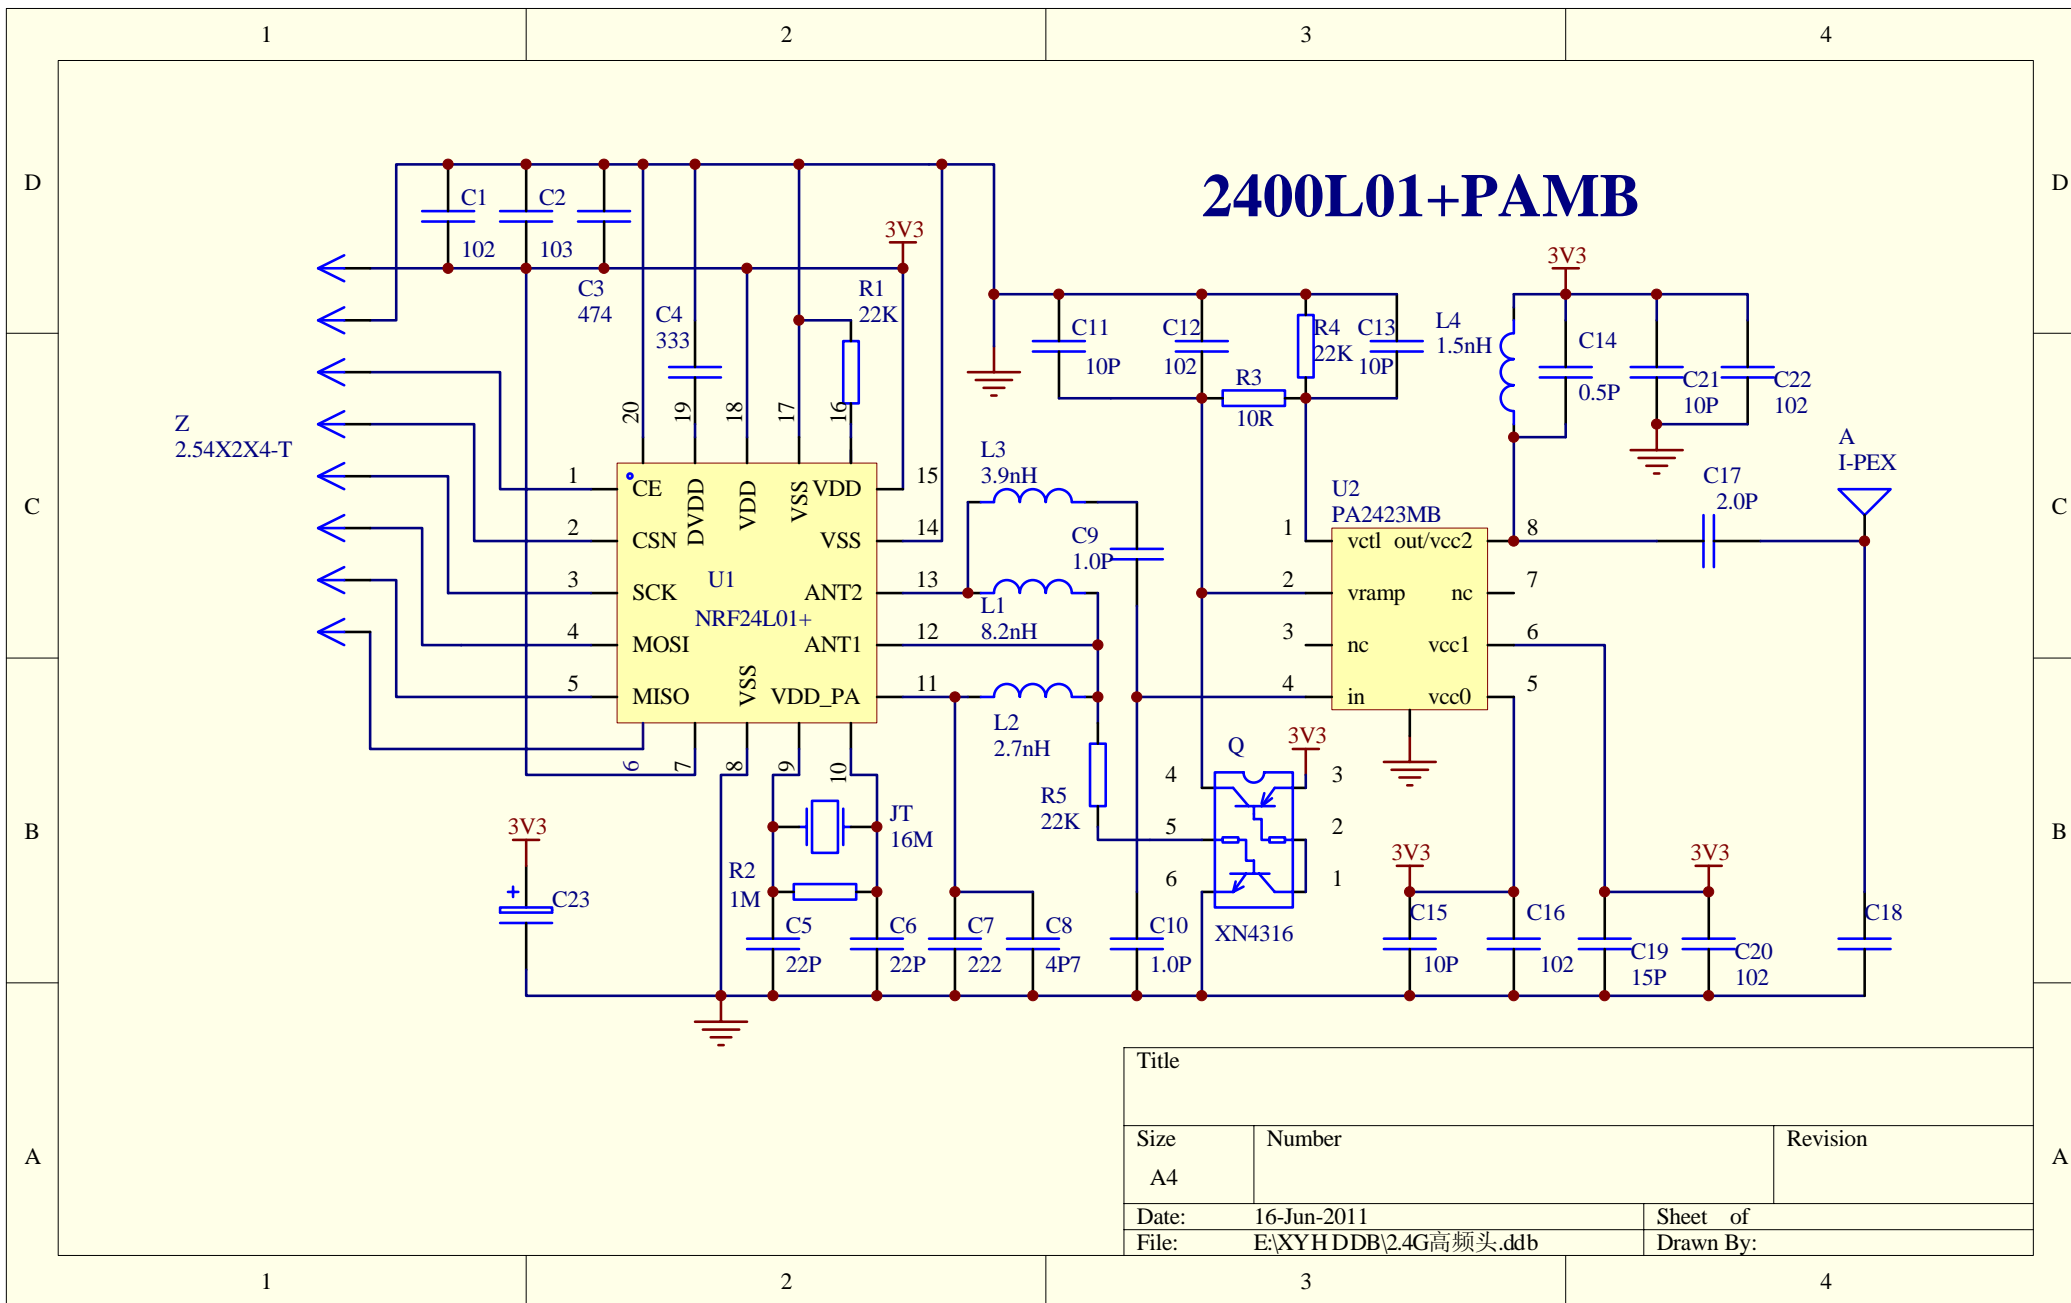 1 2 3 4
D D
2400L01+PAMB
C1
102
C2
103
C3
474
C4
333
R1
22K
3V3
3V3
C11
10P
C12
102
R4
22K
C13
10P
L4
1.5nH
C14
0.5P
C21
10P
C22
102
R3
10R
Z
2.54X2X4-T
20 19 18 17 16
C C
L3
3.9nH
C9
1.0P
A
I-PEX
C17
2.0P
U2
PA2423MB
1 CE DVDD VDD VSS VDD 15
2 CSN VSS 14
3 SCK U1 ANT2 13
NRF24L01+
4 MOSI ANT1 12
5 MISO VSS VDD_PA 11
6 7 8 9 10
L1
8.2nH
L2
2.7nH
1 vctl out/vcc2 8
2 vramp nc 7
3 nc vcc1 6
4 in vcc0 5
Q
3V3
4 3
5 2
6 1
XN4316
R5
22K
B B
JT
16M
R2
1M
3V3
+
C23
C5
22P
C6
22P
C7
222
C8
4P7
C10
1.0P
3V3
C15
10P
C16
102
3V3
C19
15P
C20
102
C18
A A
Title
Size Number Revision
A4
Date: 16-Jun-2011 Sheet of
File: E:\XYH DDB\2.4G高频头.ddb Drawn By:
1 2 3 4